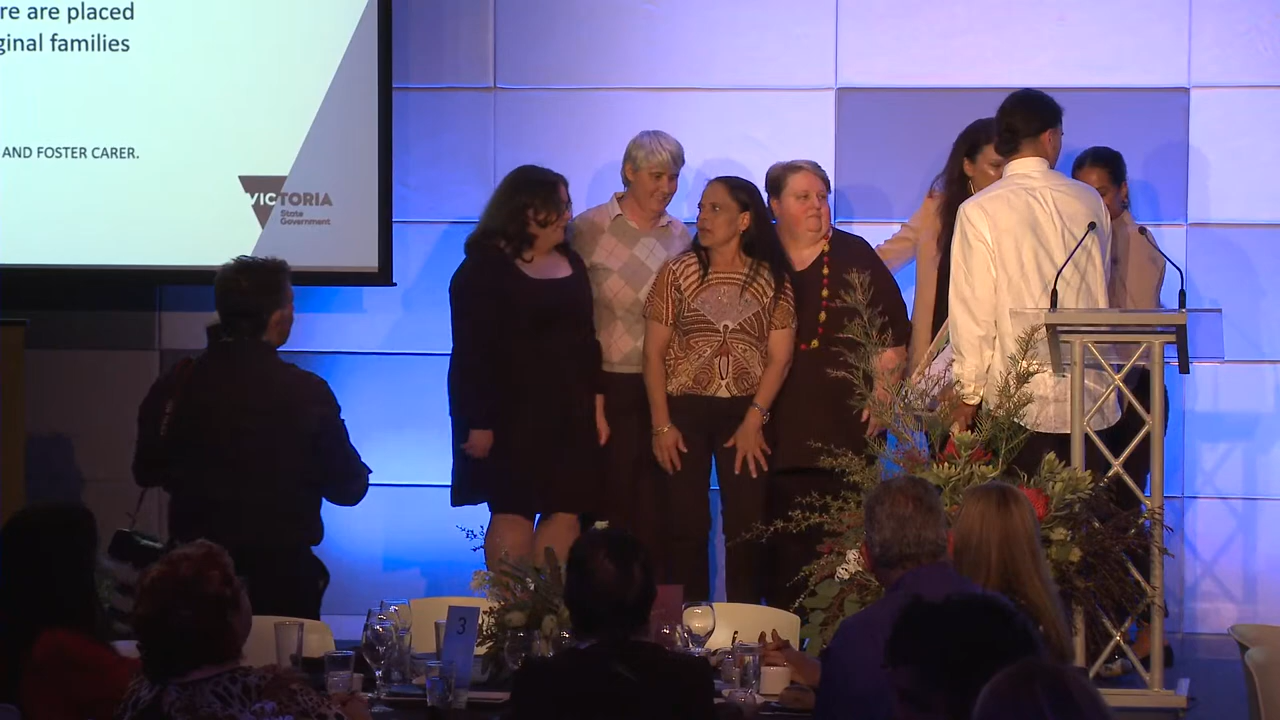 re are placed
ginal families
AND FOSTER CARER.
VICTORIA
State
Government
3